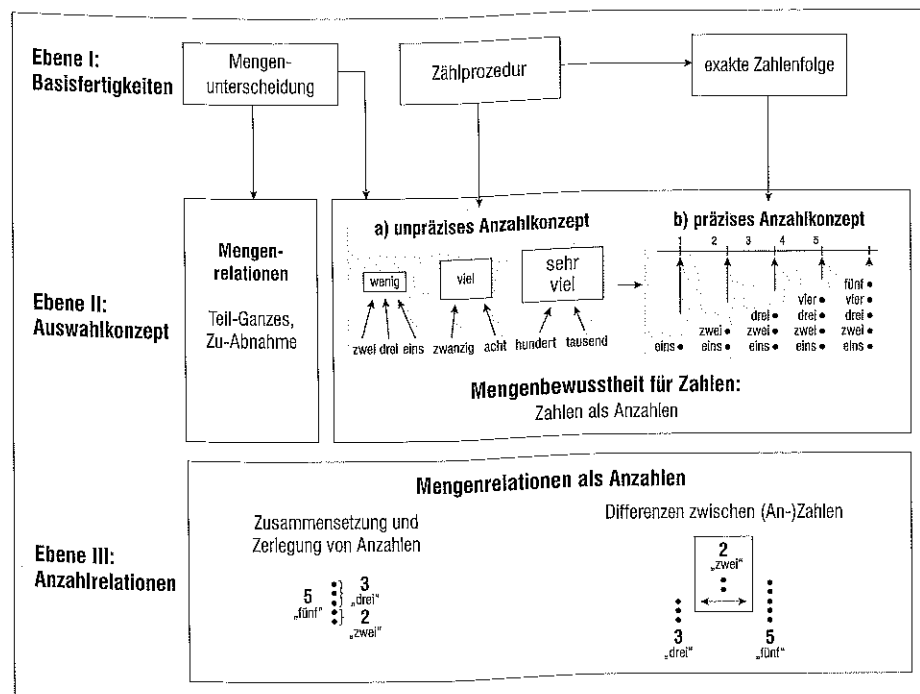 Ebene I:
Basisfertigkeiten
Mengen-
unterscheidung
Zählprozedur
exakte Zahlenfolge
Ebene II:
Auswahlkonzept
Mengen-
relationen
Teil-Ganzes,
Zu-Abnahme
a) unpräzises Anzahlkonzept
wenig
viel
sehr
viel
zwei drei eins
zwanzig acht
hundert tausend
b) präzises Anzahlkonzept
1 2 3 4 5
fünf
vier vier
drei drei drei
zwei zwei zwei zwei
eins eins eins eins eins
Mengenbewusstheit für Zahlen:
Zahlen als Anzahlen
Ebene III:
Anzahlrelationen
Mengenrelationen als Anzahlen
Zusammensetzung und
Zerlegung von Anzahlen
5
„fünf“
3
„drei“
2
„zwei“
Differenzen zwischen (An-)Zahlen
2
„zwei“
3
„drei“
5
„fünf“